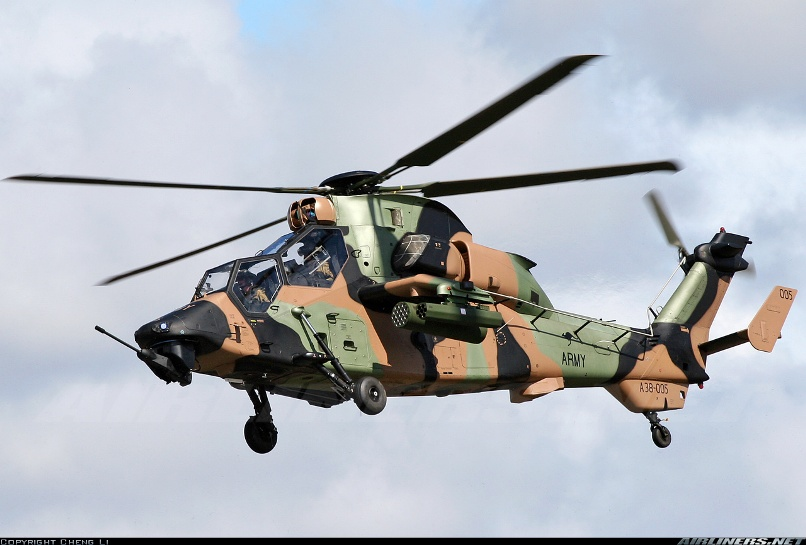 005
ARMY
A38-005
COPYRIGHT CHENG LI
AIRLINERS.NET